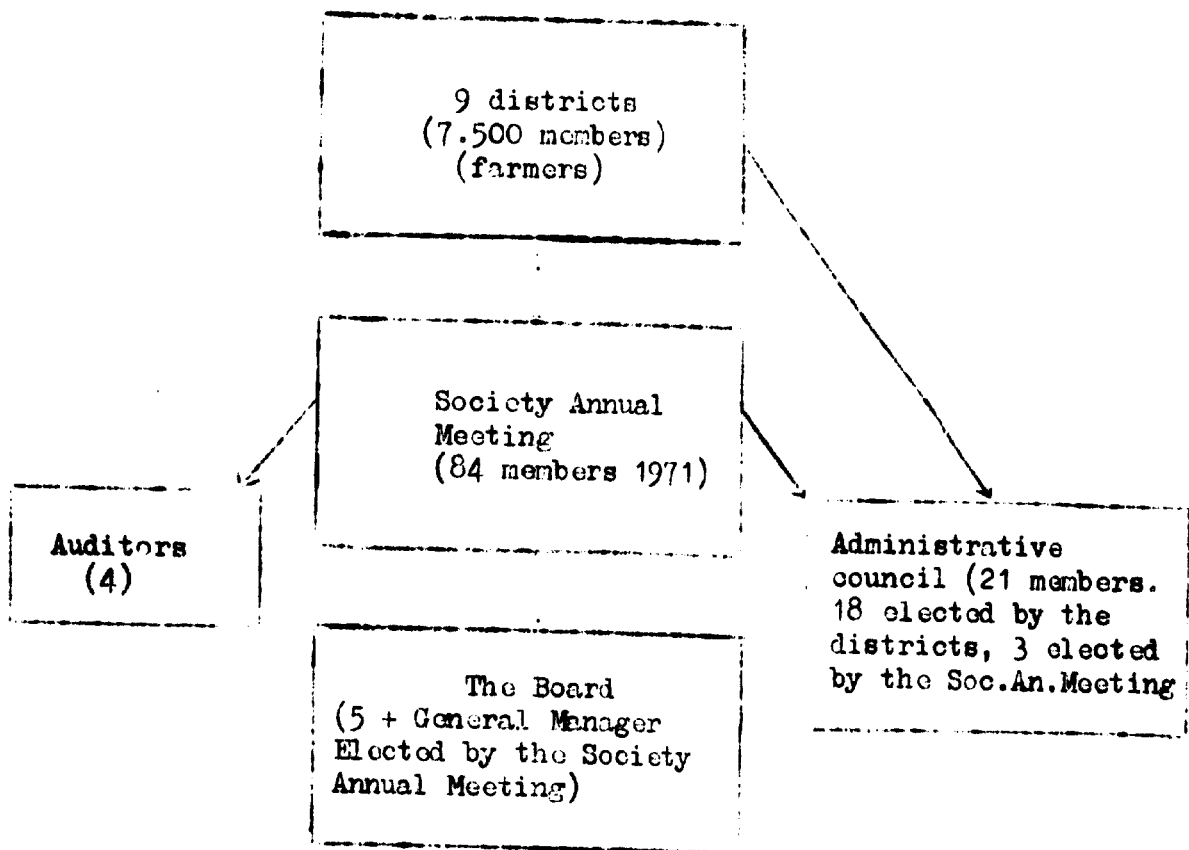 9 districts
(7.500 members)
(farmers)
Society Annual
Meeting
(84 members 1971)
Auditors
(4)
Administrative
council (21 members.
18 elected by the
districts, 3 elected
by the Soc.An.Meeting
The Board
(5 + General Manager
Elected by the Society
Annual Meeting)